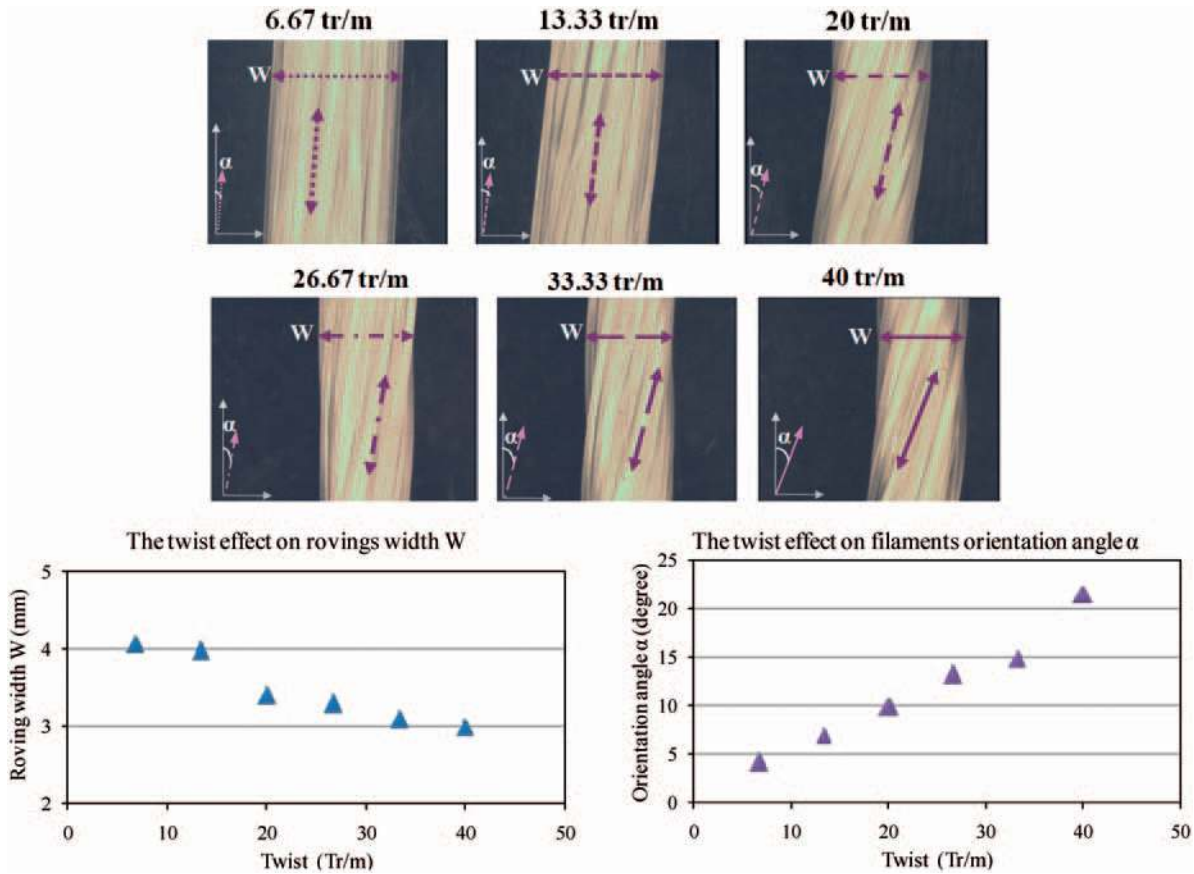 6.67 tr/m 13.33 tr/m 20 tr/m
W W W
α α α
26.67 tr/m 33.33 tr/m 40 tr/m
W W W
α α α
The twist effect on rovings width W
Roving width W (mm)
5
4
3
2
0 10 20 30 40 50
Twist (Tr/m)
The twist effect on filaments orientation angle α
Orientation angle α (degree)
25
20
15
10
5
0
0 10 20 30 40 50
Twist (Tr/m)